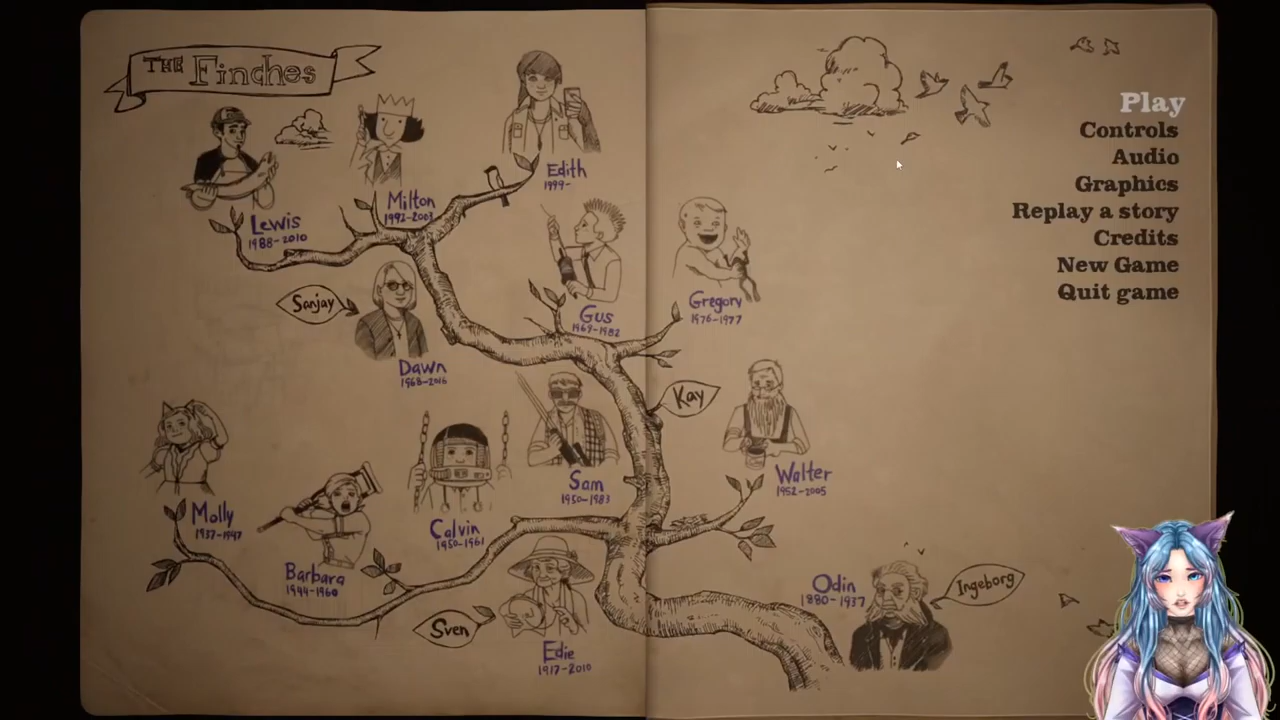 THE Finches
Edith
1999-
Milton
1992-2003
Lewis
1988-2010
Sanjay
Dawn
1968-2016
Gus
1969-1982
Gregory
1976-1977
Kay
Sam
1950-1983
Walter
1952-2005
Molly
1937-1947
Barbara
1944-1960
Calvin
1950-1961
Sven
Edie
1917-2010
Odin
1880-1937
Ingeborg
Play
Controls
Audio
Graphics
Replay a story
Credits
New Game
Quit game